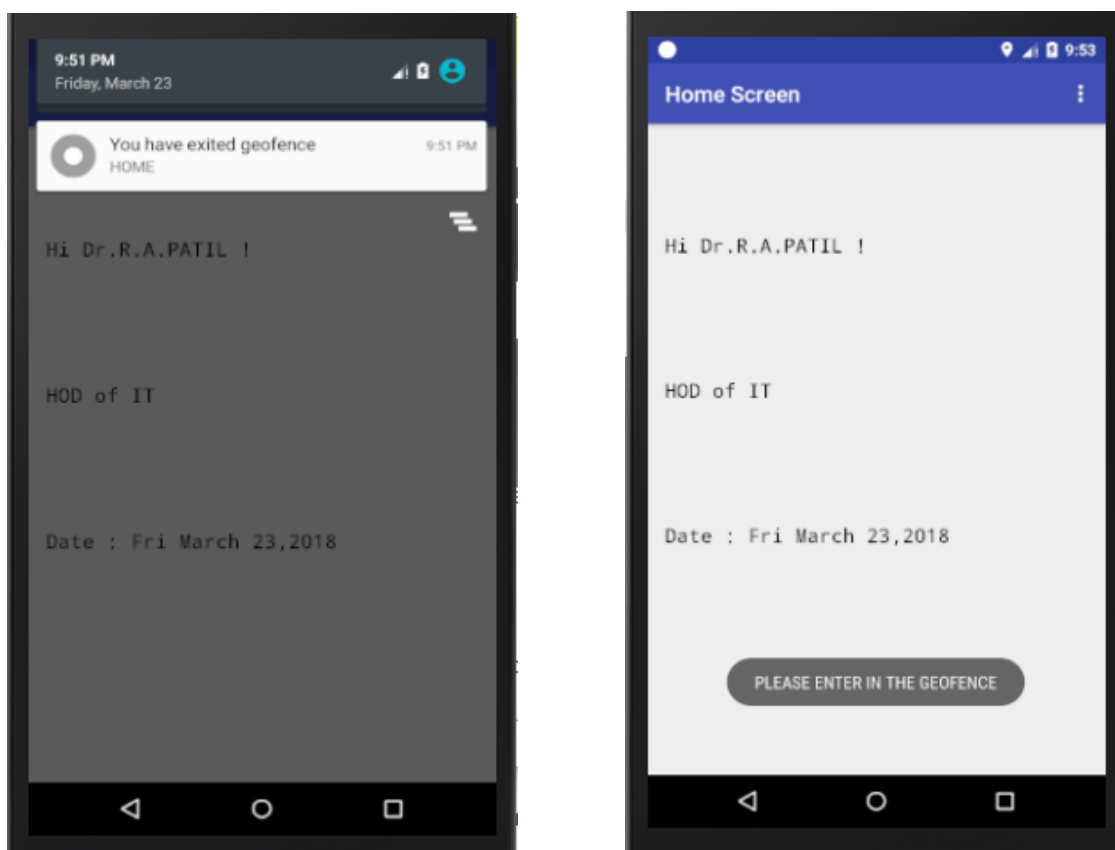 9:51 PM
Friday, March 23
You have exited geofence 9:51 PM
HOME
Hi Dr.R.A.PATIL !
HOD of IT
Date : Fri March 23,2018
9:53
Home Screen
Hi Dr.R.A.PATIL !
HOD of IT
Date : Fri March 23,2018
PLEASE ENTER IN THE GEOFENCE